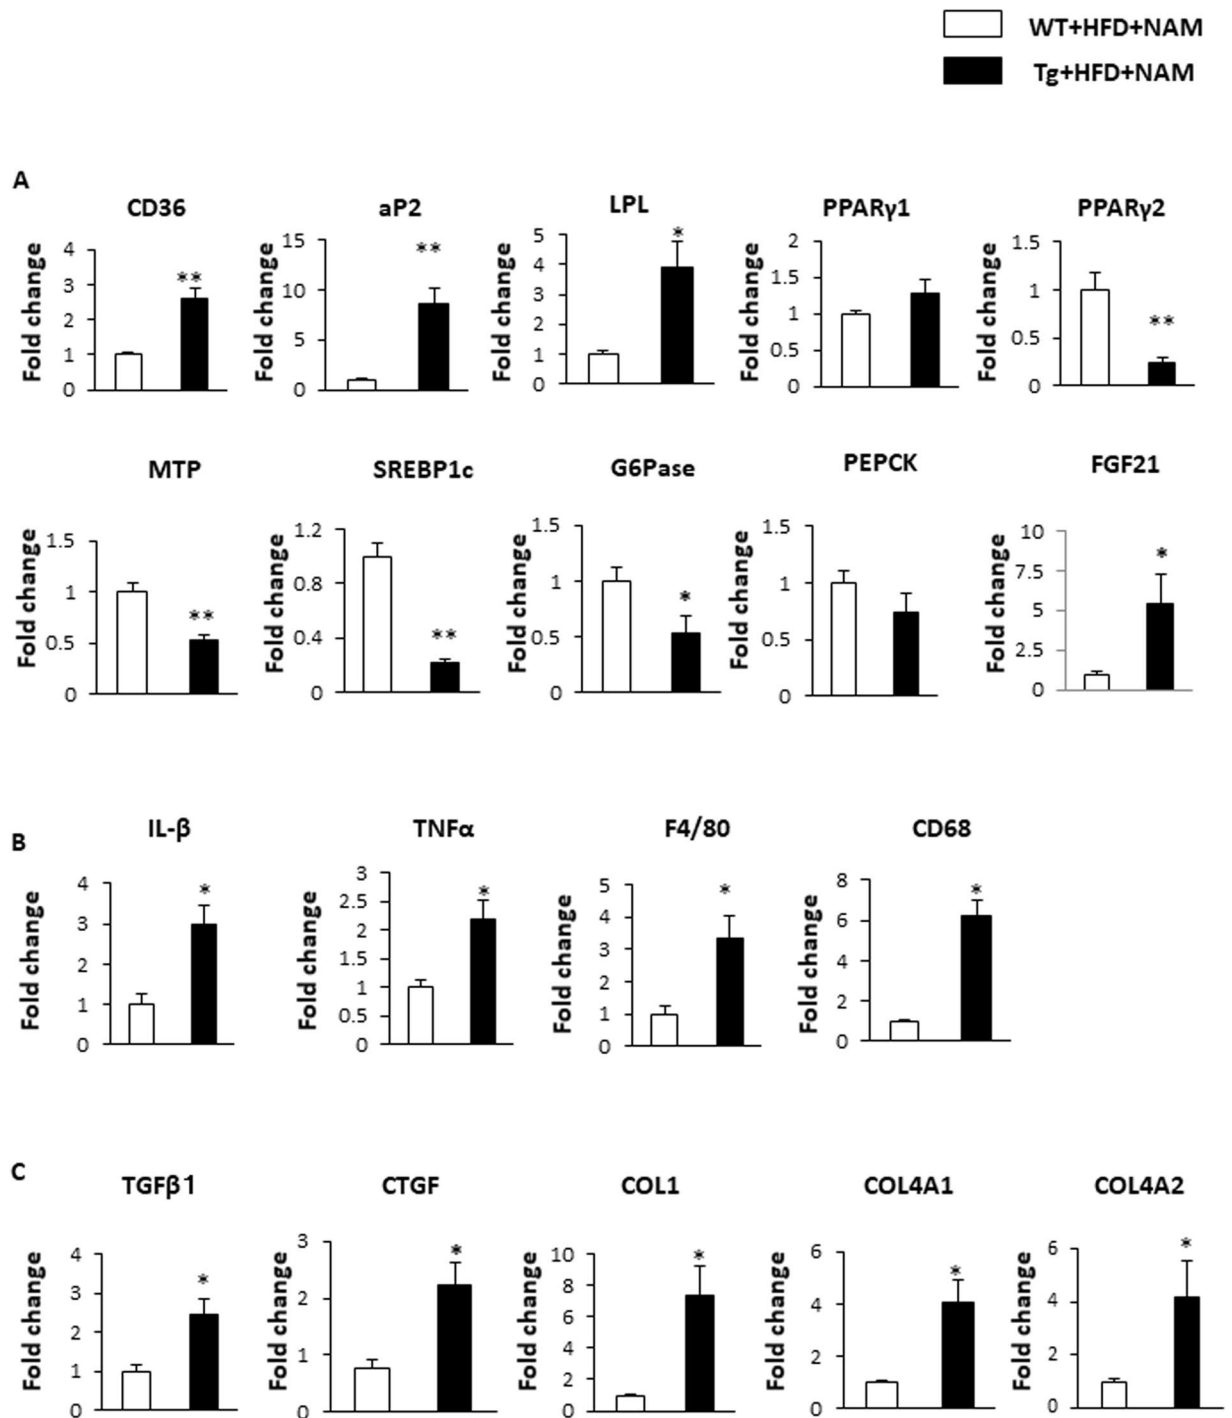 WT+HFD+NAM
Tg+HFD+NAM
A
CD36
aP2
LPL
PPARγ1
PPARγ2
Fold change
4
3
2
1
0
**
Fold change
15
10
5
0
**
Fold change
5
4
3
2
1
0
*
Fold change
2
1.5
1
0.5
0
Fold change
1.5
1
0.5
0
**
MTP
SREBP1c
G6Pase
PEPCK
FGF21
Fold change
1.5
1
0.5
0
**
Fold change
1.2
0.8
0.4
0
**
Fold change
1.5
1
0.5
0
*
Fold change
1.5
1
0.5
0
Fold change
10
7.5
5
2.5
0
*
B
IL-β
TNFα
F4/80
CD68
Fold change
4
3
2
1
0
*
Fold change
3
2.5
2
1.5
1
0.5
0
*
Fold change
5
4
3
2
1
0
*
Fold change
8
6
4
2
0
*
C
TGFβ1
CTGF
COL1
COL4A1
COL4A2
Fold change
4
3
2
1
0
*
Fold change
3
2
1
0
*
Fold change
10
8
6
4
2
0
*
Fold change
6
4
2
0
*
Fold change
6
4
2
0
*